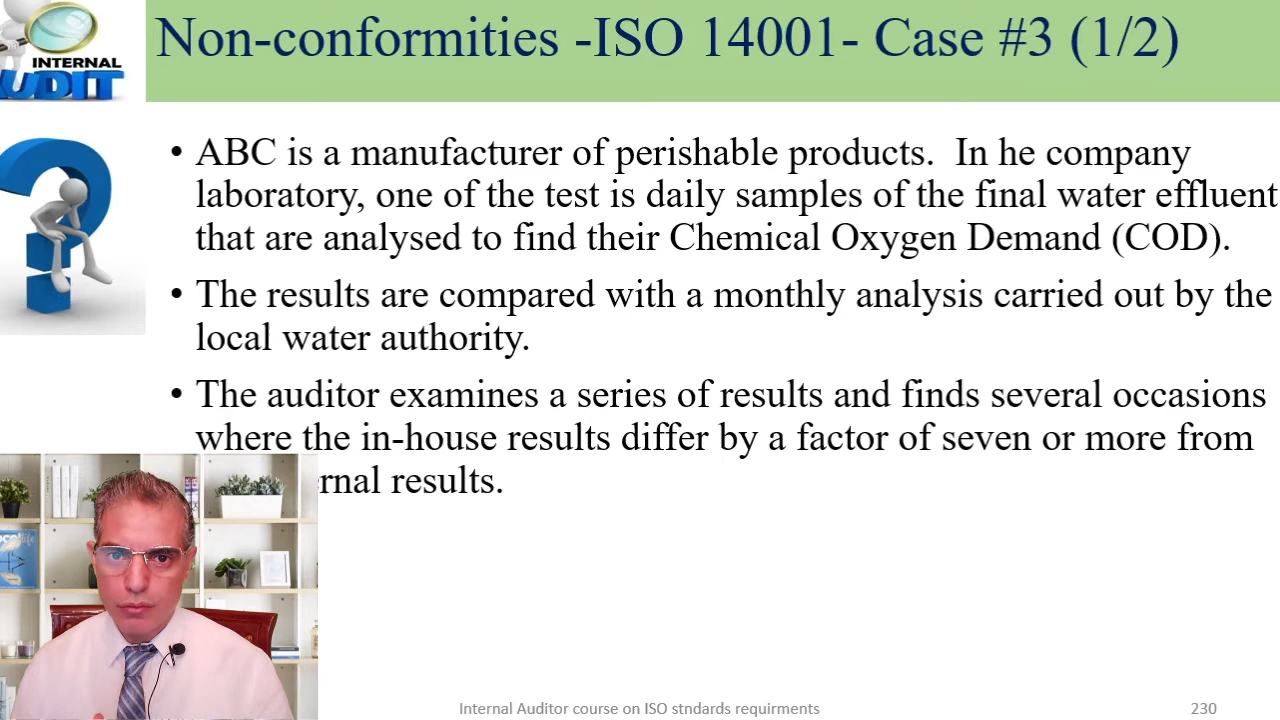 Non-conformities -ISO 14001- Case #3 (1/2)
INTERNAL
AUDIT
• ABC is a manufacturer of perishable products.  In he company
laboratory, one of the test is daily samples of the final water effluent
that are analysed to find their Chemical Oxygen Demand (COD).
• The results are compared with a monthly analysis carried out by the
local water authority.
• The auditor examines a series of results and finds several occasions
where the in-house results differ by a factor of seven or more from
results.
Internal Auditor course on ISO stndards requirments
230